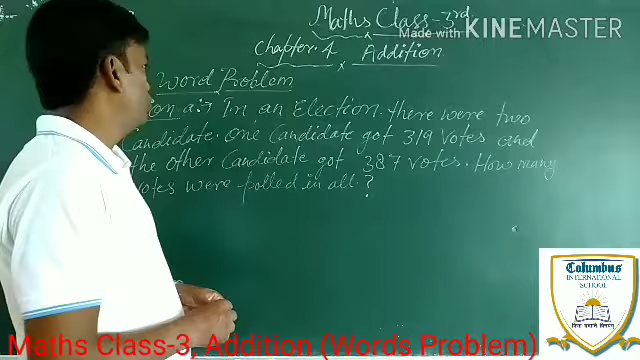 Maths Class-3rd
Made with KINEMASTER
Chapter-4 Addition
Word Problem
on a:- In an Election there were two
Candidate. One Candidate got 319 votes and
the other Candidate got 387 votes. How many
votes were polled in all?
Columbus
INTERNATIONAL
SCHOOL
Maths Class-3, Addition (Words Problem)